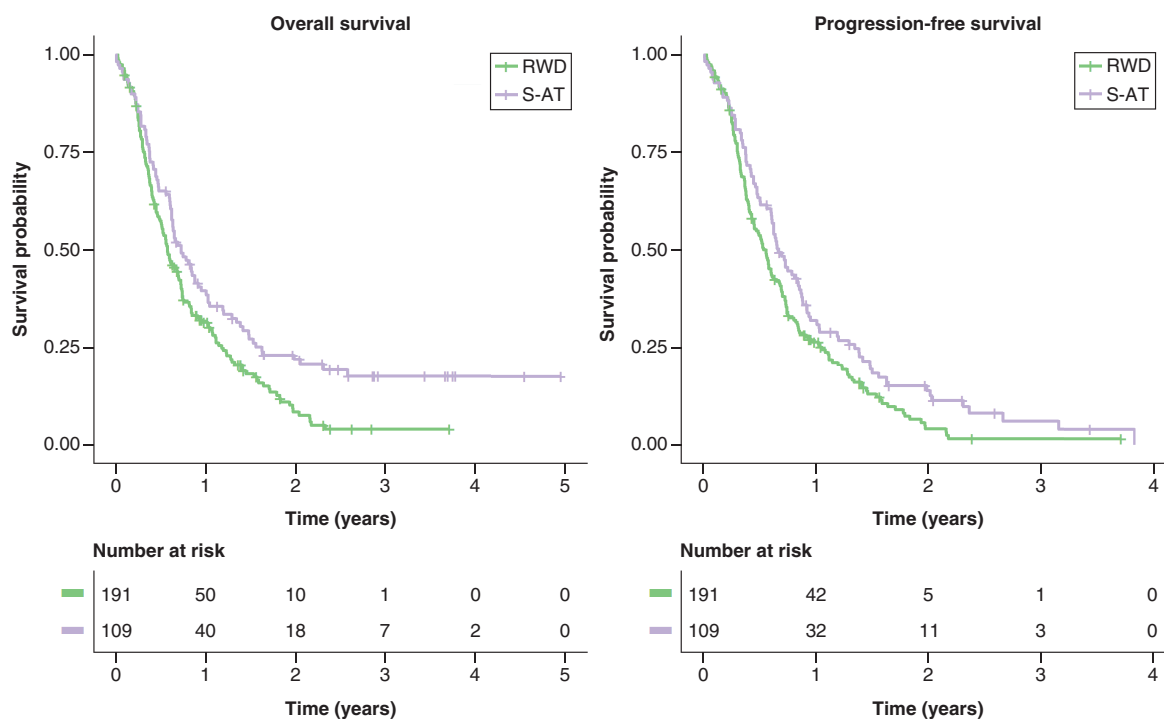 Overall survival
Survival probability
1.00
0.75
0.50
0.25
0.00
RWD
S-AT
0 1 2 3 4 5
Time (years)
Number at risk
191 50 10 1 0 0
109 40 18 7 2 0
0 1 2 3 4 5
Time (years)
Progression-free survival
Survival probability
1.00
0.75
0.50
0.25
0.00
RWD
S-AT
0 1 2 3 4
Time (years)
Number at risk
191 42 5 1 0
109 32 11 3 0
0 1 2 3 4
Time (years)